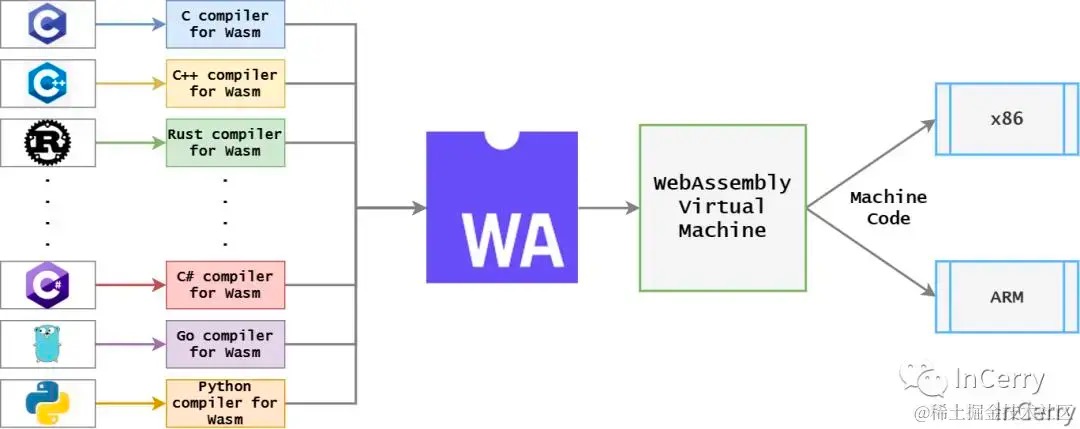 C compiler
for Wasm
C++ compiler
for Wasm
Rust compiler
for Wasm
C# compiler
for Wasm
Go compiler
for Wasm
Python
compiler for
Wasm
C
C++
R
C#
WA
WebAssembly
Virtual
Machine
Machine
Code
x86
ARM
InCerry
InCerry
@稀土掘金技术社区